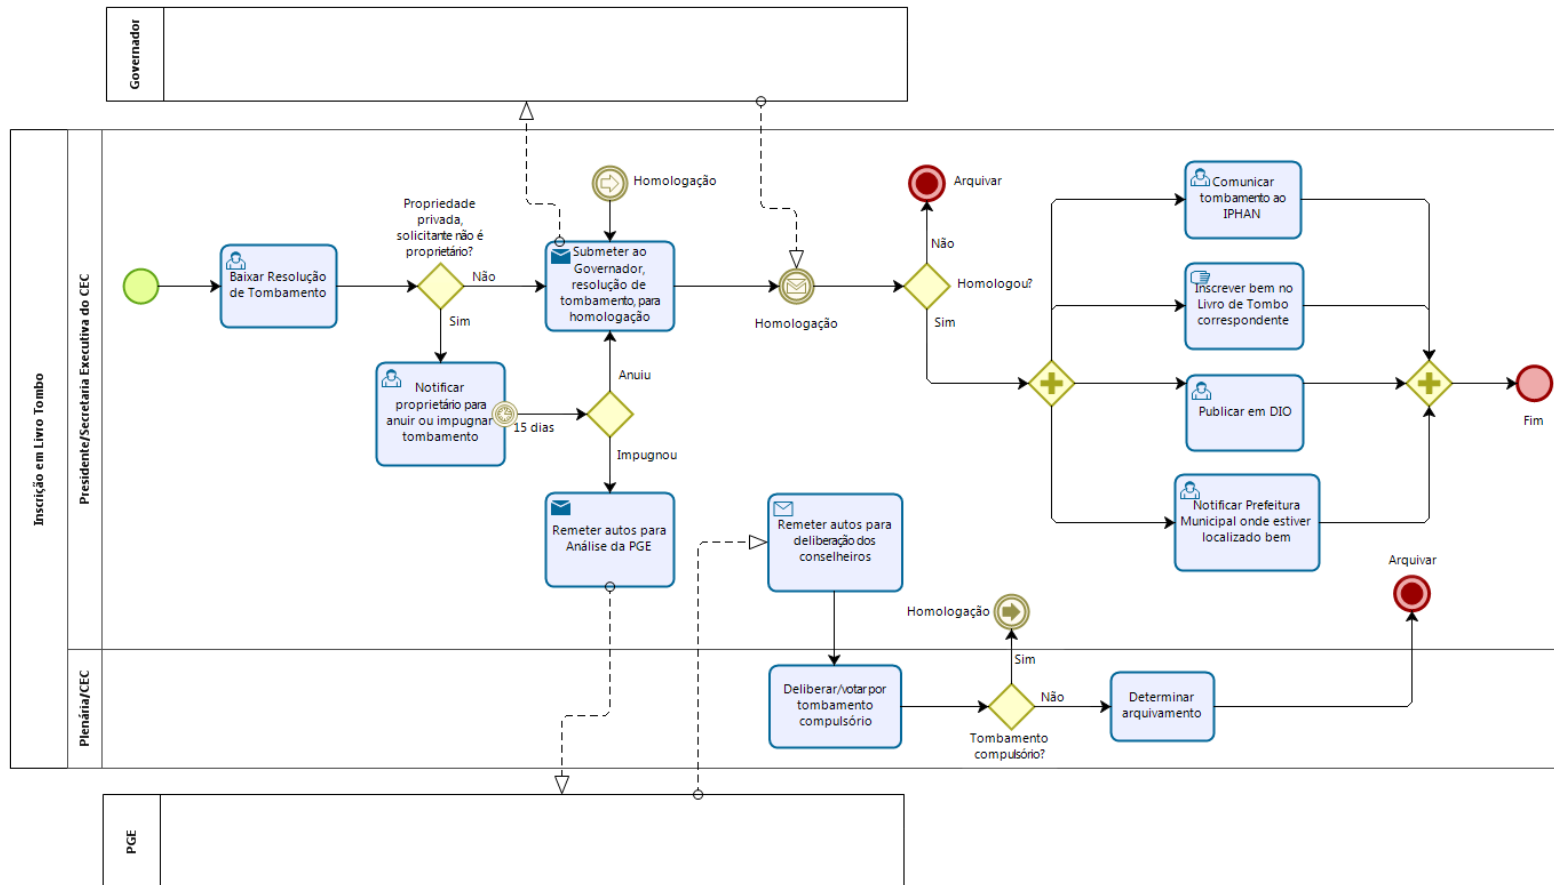 Governador
Inscrição em Livro Tombo
Presidente/Secretaria Executiva do CEC
Baixar Resolução
de Tombamento
Propriedade
privada,
solicitante não é
proprietário?
Não
Sim
Notificar
proprietário para
anuir ou impugnar
tombamento
15 dias
Anuiu
Impugnou
Homologação
Submeter ao
Governador,
resolução de
tombamento, para
homologação
Remeter autos para
Análise da PGE
Homologação
Arquivar
Não
Homologou?
Sim
Comunicar
tombamento ao
IPHAN
Inscrever bem no
Livro de Tombo
correspondente
Publicar em DIO
Notificar Prefeitura
Municipal onde estiver
localizado bem
Fim
Remeter autos para
deliberação dos
conselheiros
Homologação
Arquivar
Plenária/CEC
Deliberar/votar por
tombamento
compulsório
Sim
Não
Tombamento
compulsório?
Determinar
arquivamento
PGE